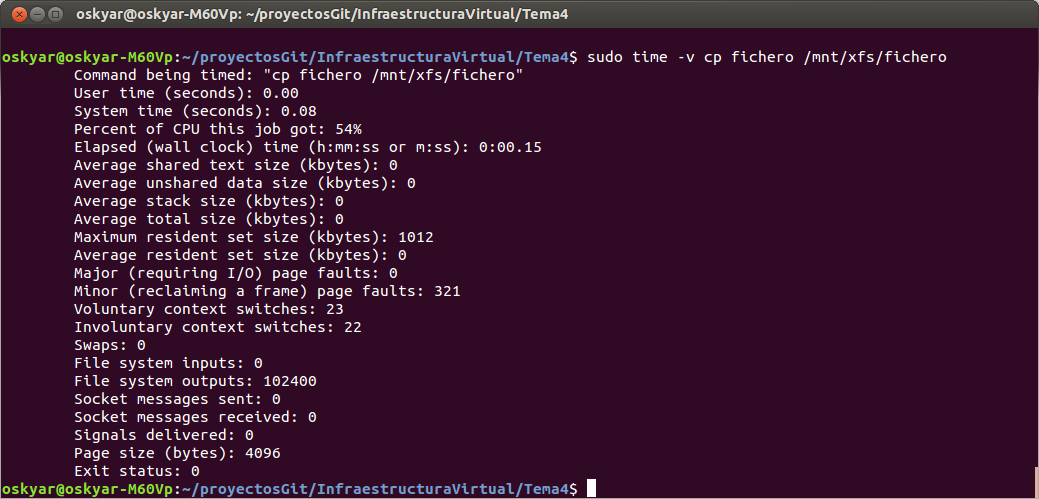 oskyar@oskyar-M60Vp: ~/proyectosGit/InfraestructuraVirtual/Tema4
oskyar@oskyar-M60Vp:~/proyectosGit/InfraestructuraVirtual/Tema4$ sudo time -v cp fichero /mnt/xfs/fichero
Command being timed: "cp fichero /mnt/xfs/fichero"
User time (seconds): 0.00
System time (seconds): 0.08
Percent of CPU this job got: 54%
Elapsed (wall clock) time (h:mm:ss or m:ss): 0:00.15
Average shared text size (kbytes): 0
Average unshared data size (kbytes): 0
Average stack size (kbytes): 0
Average total size (kbytes): 0
Maximum resident set size (kbytes): 1012
Average resident set size (kbytes): 0
Major (requiring I/O) page faults: 0
Minor (reclaiming a frame) page faults: 321
Voluntary context switches: 23
Involuntary context switches: 22
Swaps: 0
File system inputs: 0
File system outputs: 102400
Socket messages sent: 0
Socket messages received: 0
Signals delivered: 0
Page size (bytes): 4096
Exit status: 0
oskyar@oskyar-M60Vp:~/proyectosGit/InfraestructuraVirtual/Tema4$